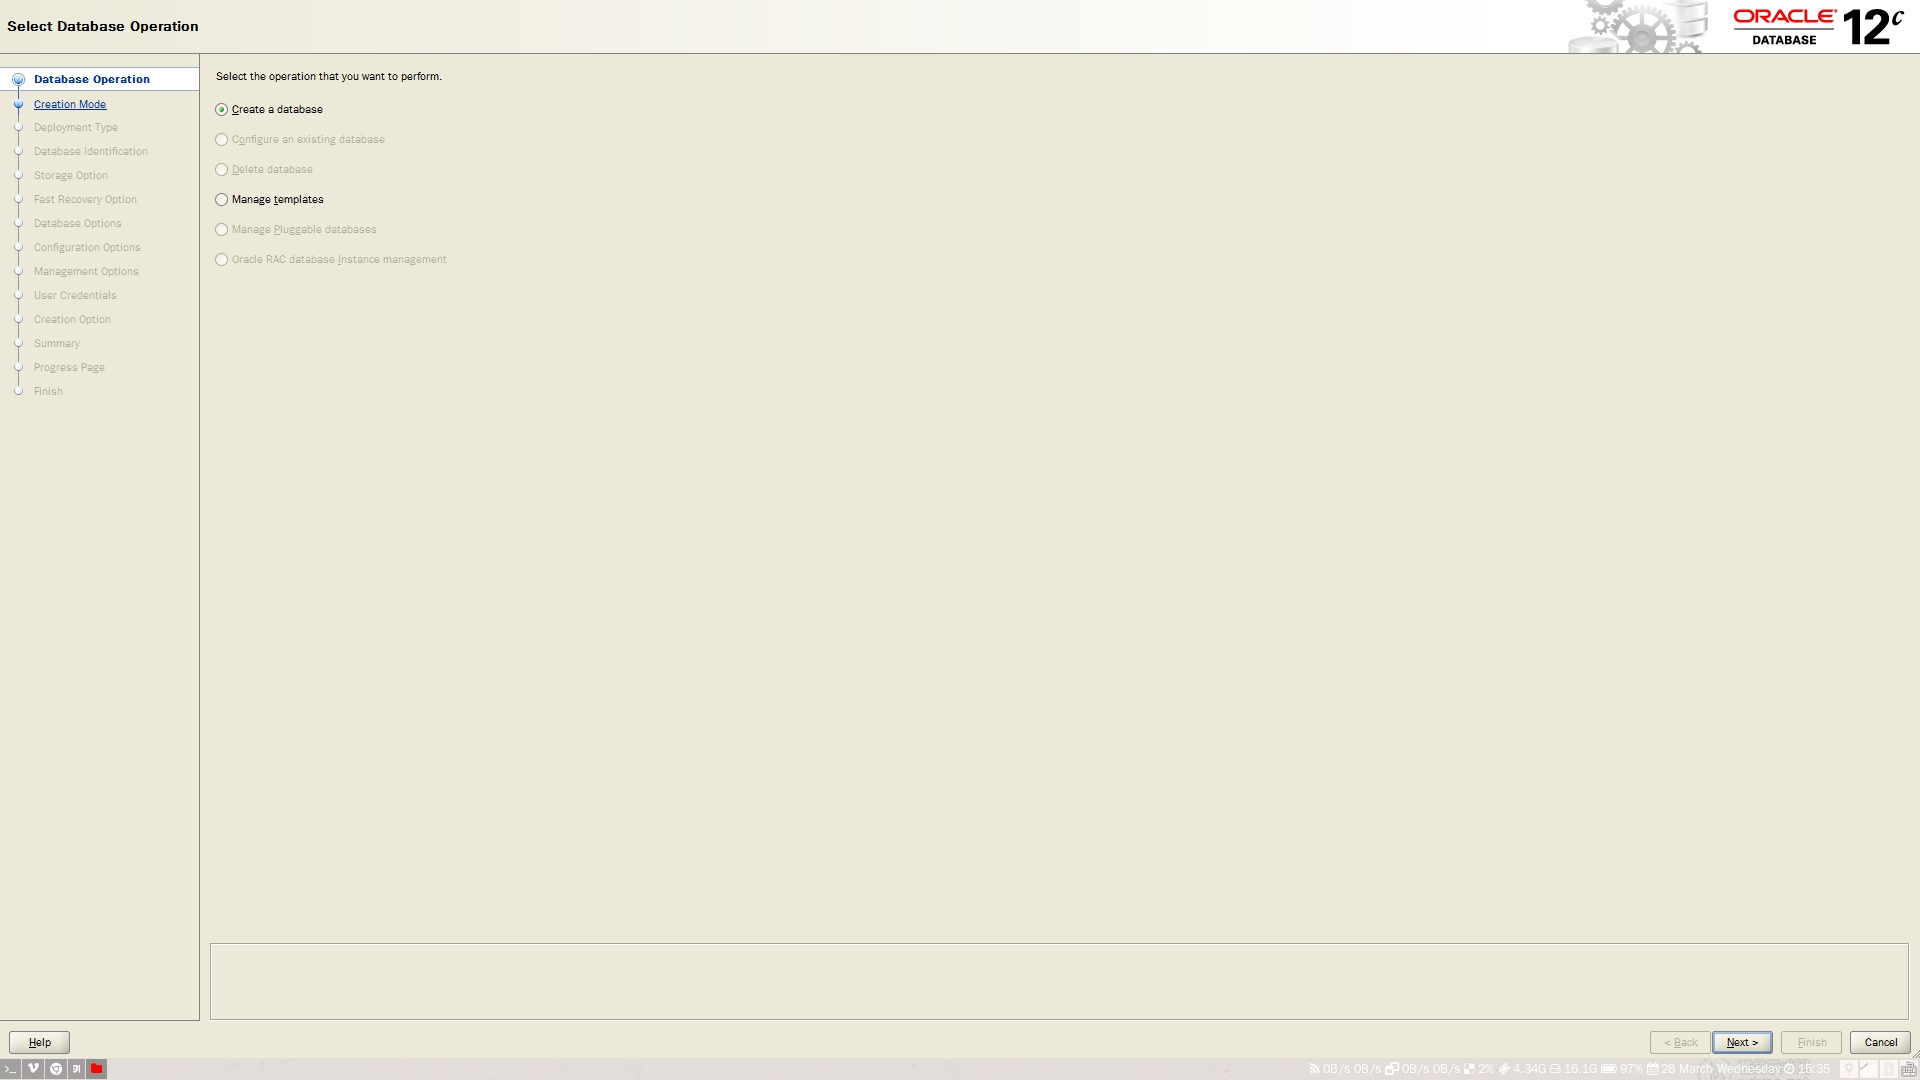 Select Database Operation
ORACLE
DATABASE
12c
Database Operation
Creation Mode
Deployment Type
Database Identification
Storage Option
Fast Recovery Option
Database Options
Configuration Options
Management Options
User Credentials
Creation Option
Summary
Progress Page
Finish
Select the operation that you want to perform.
Create a database
Configure an existing database
Delete database
Manage templates
Manage Pluggable databases
Oracle RAC database Instance management
Help
< Back
Next >
Finish
Cancel
0B/s 0B/s 0B/s 0B/s 2% 4.34G 16.1G 97% 28 March Wednesday 15:35